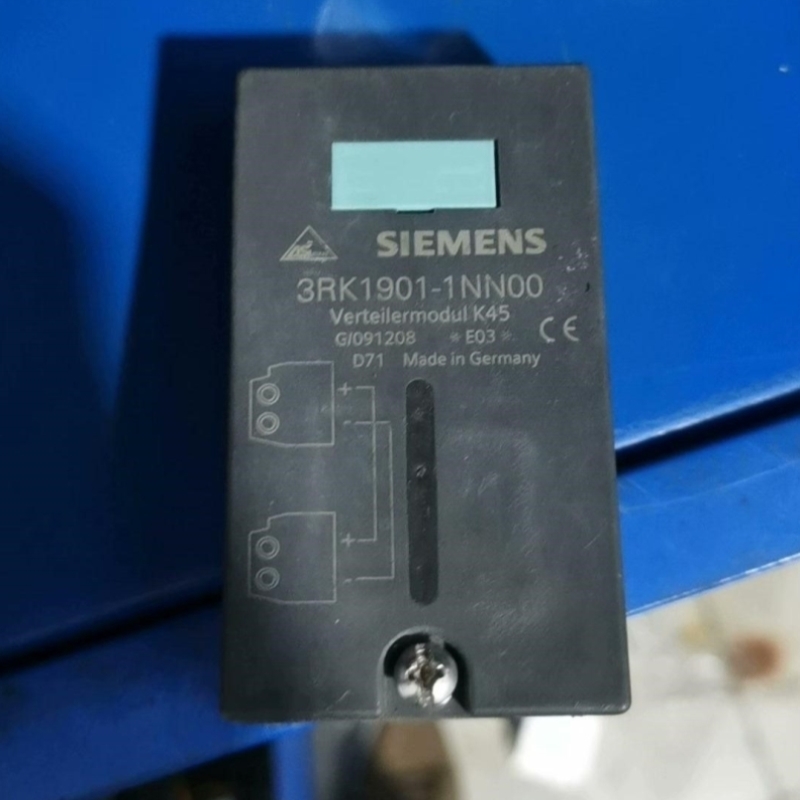 SIEMENS
3RK1901-1NN00
Verteilermodul K45
G/091208 * E03 *
D71 Made in Germany
CE
+
-
+
-